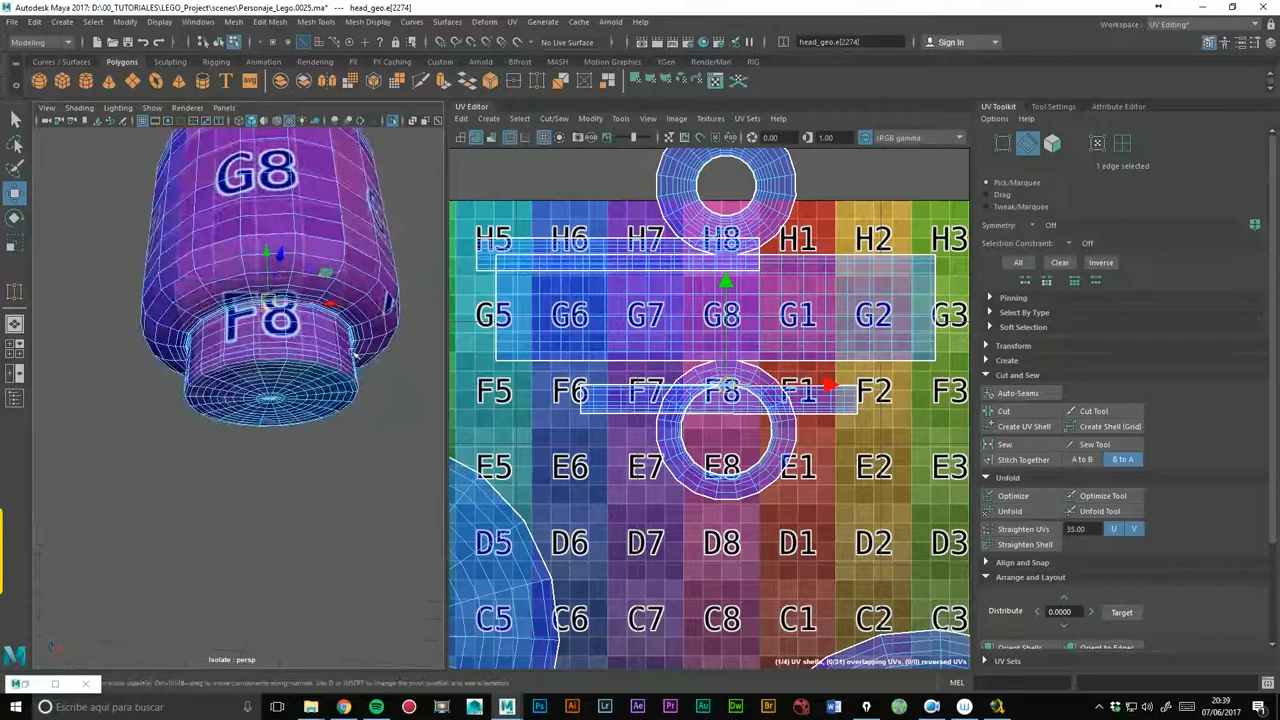 Autodesk Maya 2017: D:\00_TUTORIALES\LEGO_Project\scenes\Personaje_Lego.0025.ma* --- head_geo.e[2274]
File Edit Create Select Modify Display Windows Mesh Edit Mesh Mesh Tools Mesh Display Curves Surfaces Deform UV Generate Cache Arnold Help
Workspace : UV Editing*
Modeling No Live Surface head_geo.e[2274] Sign In
Curves / Surfaces Polygons Sculpting Rigging Animation Rendering FX FX Caching Custom Arnold Bifrost MASH Motion Graphics XGen RenderMan RIG
View Shading Lighting Show Renderer Panels
UV Editor
UV Toolkit Tool Settings Attribute Editor
Edit Create Select Cut/Sew Modify Tools View Image Textures UV Sets Help
Options Help
0.00 1.00 sRGB gamma
1 edge selected
Pick/Marquee
Drag
Tweak/Marquee
Symmetry: Off
Selection Constraint: Off
All Clear Inverse
Pinning
Select By Type
Soft Selection
Transform
Create
Cut and Sew
Auto-Seams
Cut Cut Tool
Create UV Shell Create Shell (Grid)
Sew Sew Tool
Stitch Together A to B B to A
Unfold
Optimize Optimize Tool
Unfold Unfold Tool
Straighten UVs 35.00 U V
Straighten Shell
Align and Snap
Arrange and Layout
Distribute 0.0000 Target
Orient Shells Orient to Edges
UV Sets
G8
F8
H5 H6 H7 H8 H1 H2 H3
G5 G6 G7 G8 G1 G2 G3
F5 F6 F7 F8 F1 F2 F3
E5 E6 E7 E8 E1 E2 E3
D5 D6 D7 D8 D1 D2 D3
C5 C6 C7 C8 C1 C2 C3
(1/4) UV shells, (0/31) overlapping UVs, (0/0) reversed UVs
Isolate : persp
MEL
Escribe aquí para buscar
20:39
07/06/2017